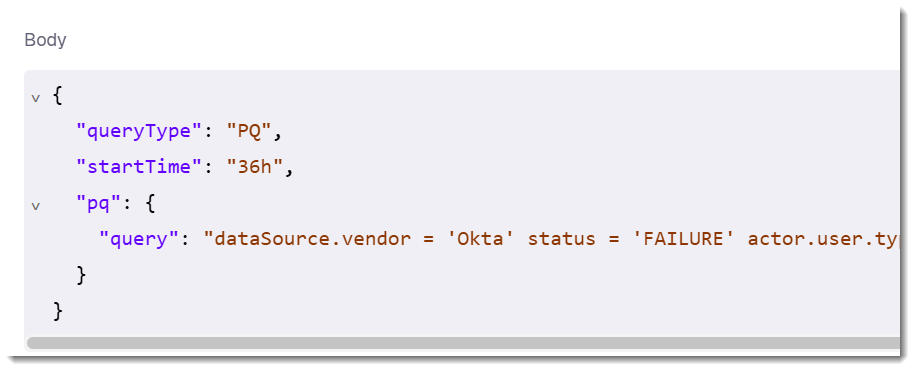 Body
{
"queryType": "PQ",
"startTime": "36h",
"pq": {
"query": "dataSource.vendor = 'Okta' status = 'FAILURE' actor.user.ty
}
}